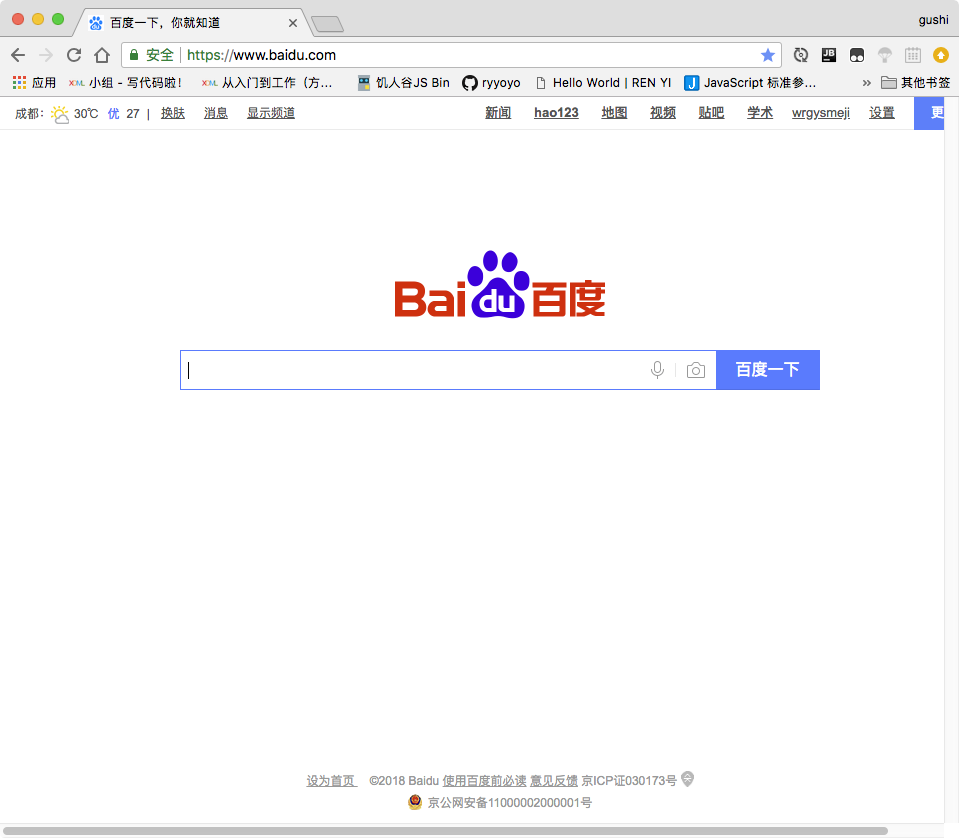 百度一下，你就知道
gushi
安全 https://www.baidu.com
应用 小组 - 写代码啦！ 从入门到工作（方… 饥人谷JS Bin ryyoyo Hello World | REN YI JavaScript 标准参… » 其他书签
成都： 30℃ 优 27 | 换肤 消息 显示频道 新闻 hao123 地图 视频 贴吧 学术 wrgysmeji 设置 更
Bai du 百度
百度一下
设为首页 ©2018 Baidu 使用百度前必读 意见反馈 京ICP证030173号
京公网安备11000002000001号